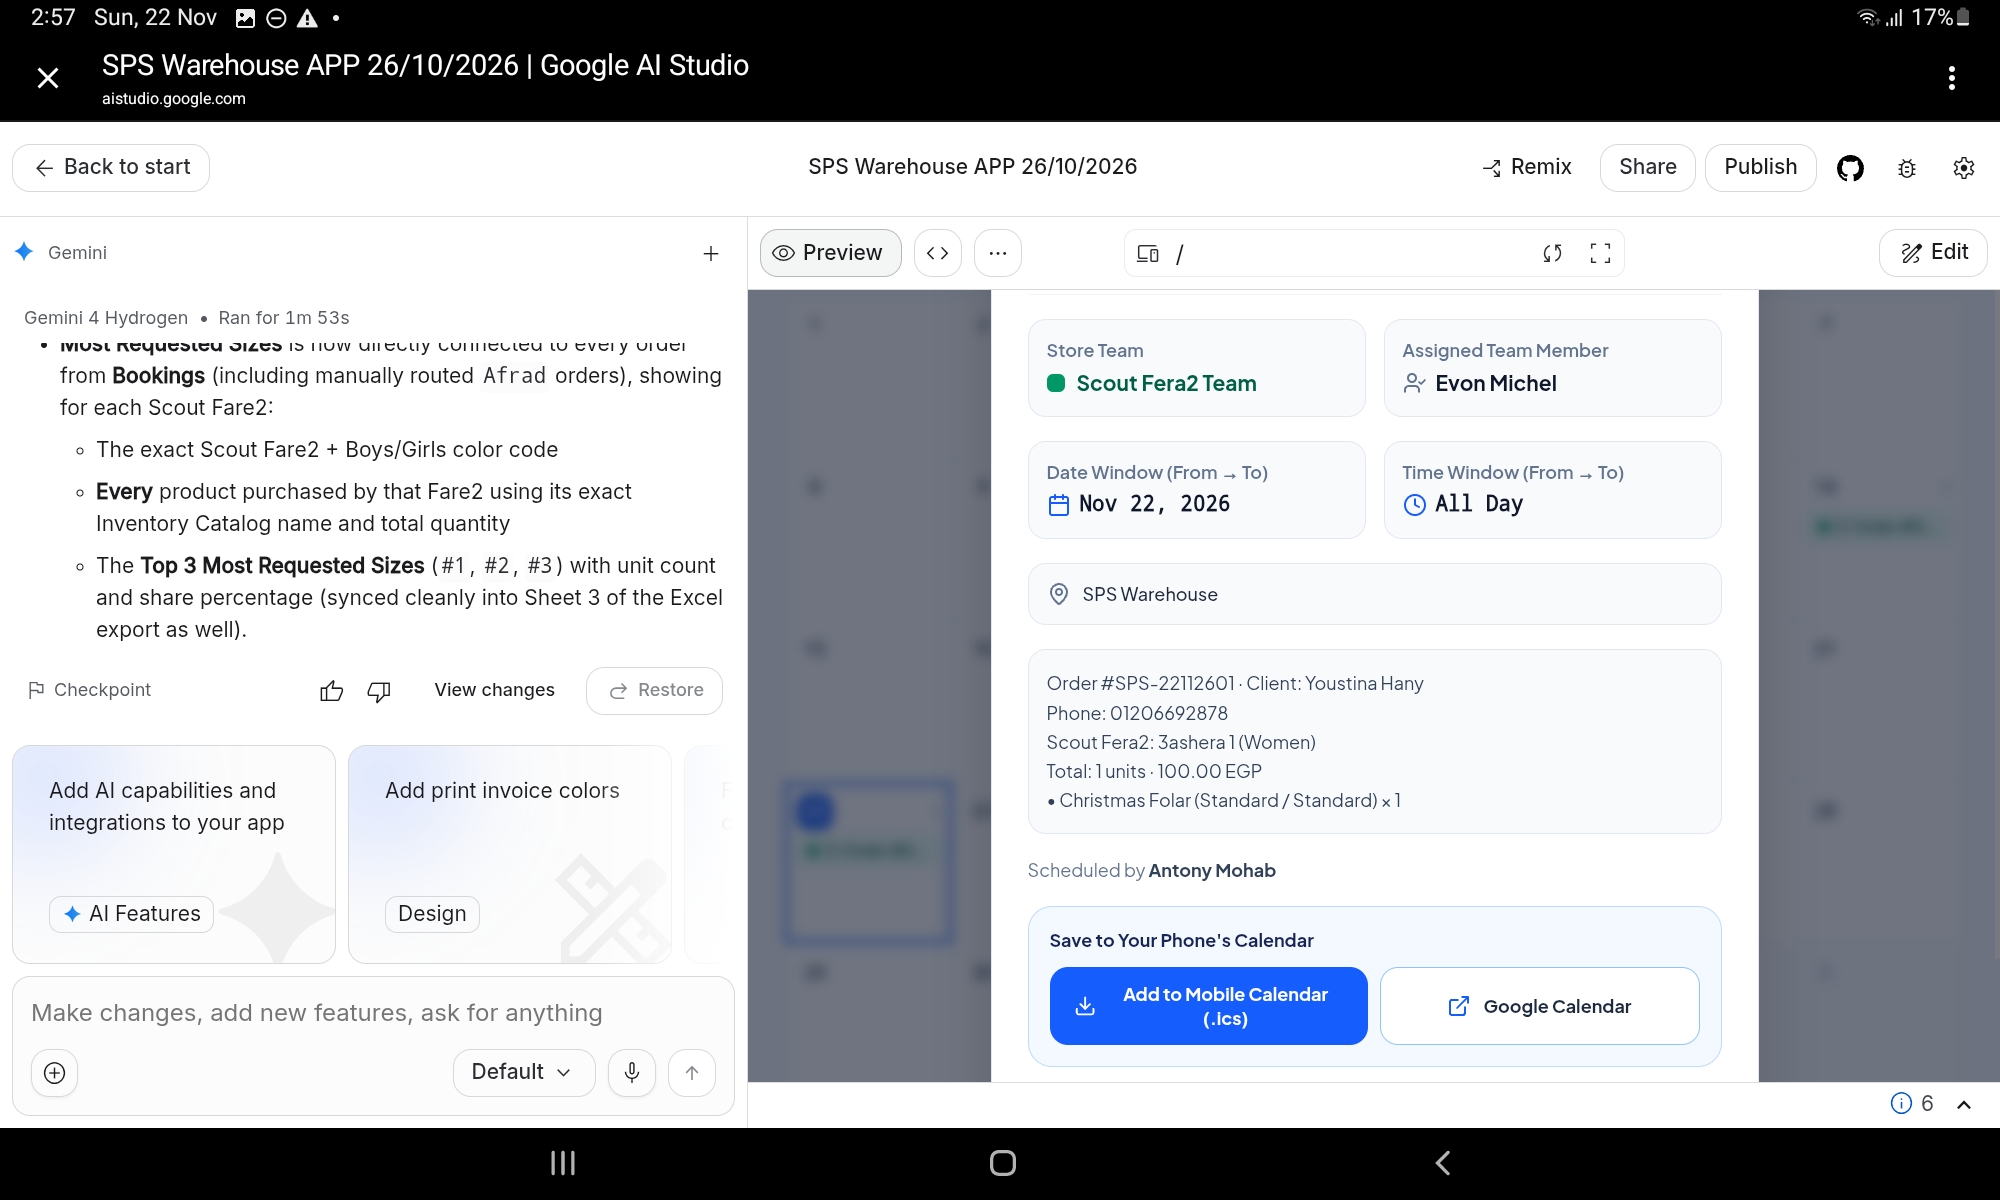 2:57 Sun, 22 Nov
17%
SPS Warehouse APP 26/10/2026 | Google AI Studio
aistudio.google.com
Back to start
SPS Warehouse APP 26/10/2026
Remix
Share
Publish
Gemini
Preview
/
Edit
Gemini 4 Hydrogen • Ran for 1m 53s
• Most Requested Sizes is now directly connected to every order
from Bookings (including manually routed Afrad orders), showing
for each Scout Fare2:
◦ The exact Scout Fare2 + Boys/Girls color code
◦ Every product purchased by that Fare2 using its exact
Inventory Catalog name and total quantity
◦ The Top 3 Most Requested Sizes (#1, #2, #3) with unit count
and share percentage (synced cleanly into Sheet 3 of the Excel
export as well).
Checkpoint
View changes
Restore
Add AI capabilities and
integrations to your app
AI Features
Add print invoice colors
Design
Make changes, add new features, ask for anything
Default
Store Team
Scout Fera2 Team
Assigned Team Member
Evon Michel
Date Window (From → To)
Nov 22, 2026
Time Window (From → To)
All Day
SPS Warehouse
Order #SPS-22112601 · Client: Youstina Hany
Phone: 01206692878
Scout Fera2: 3ashera 1 (Women)
Total: 1 units · 100.00 EGP
• Christmas Folar (Standard / Standard) × 1
Scheduled by Antony Mohab
Save to Your Phone's Calendar
Add to Mobile Calendar
(.ics)
Google Calendar
6